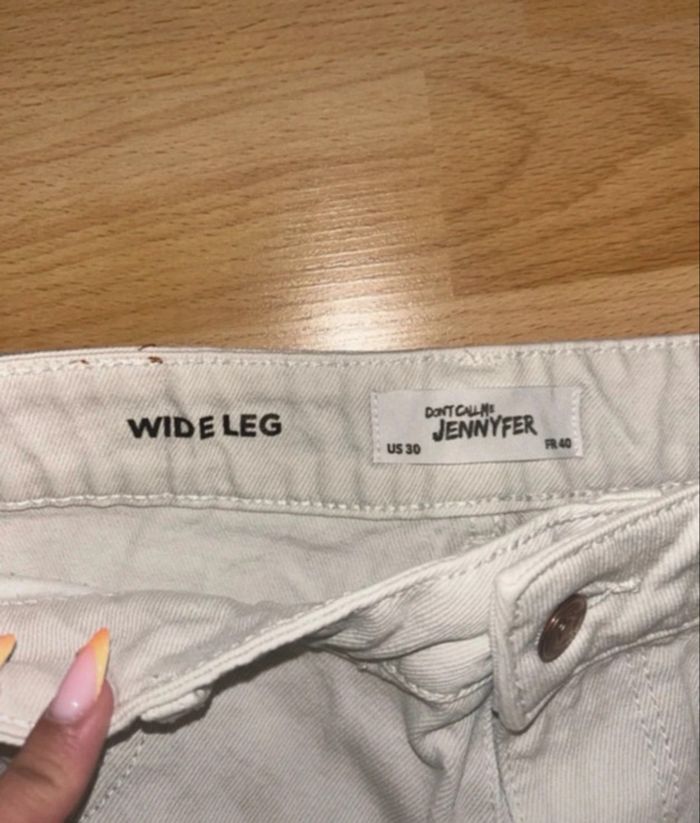 WIDE LEG
DON'T CALL ME
JENNYFER
US 30
FR 40